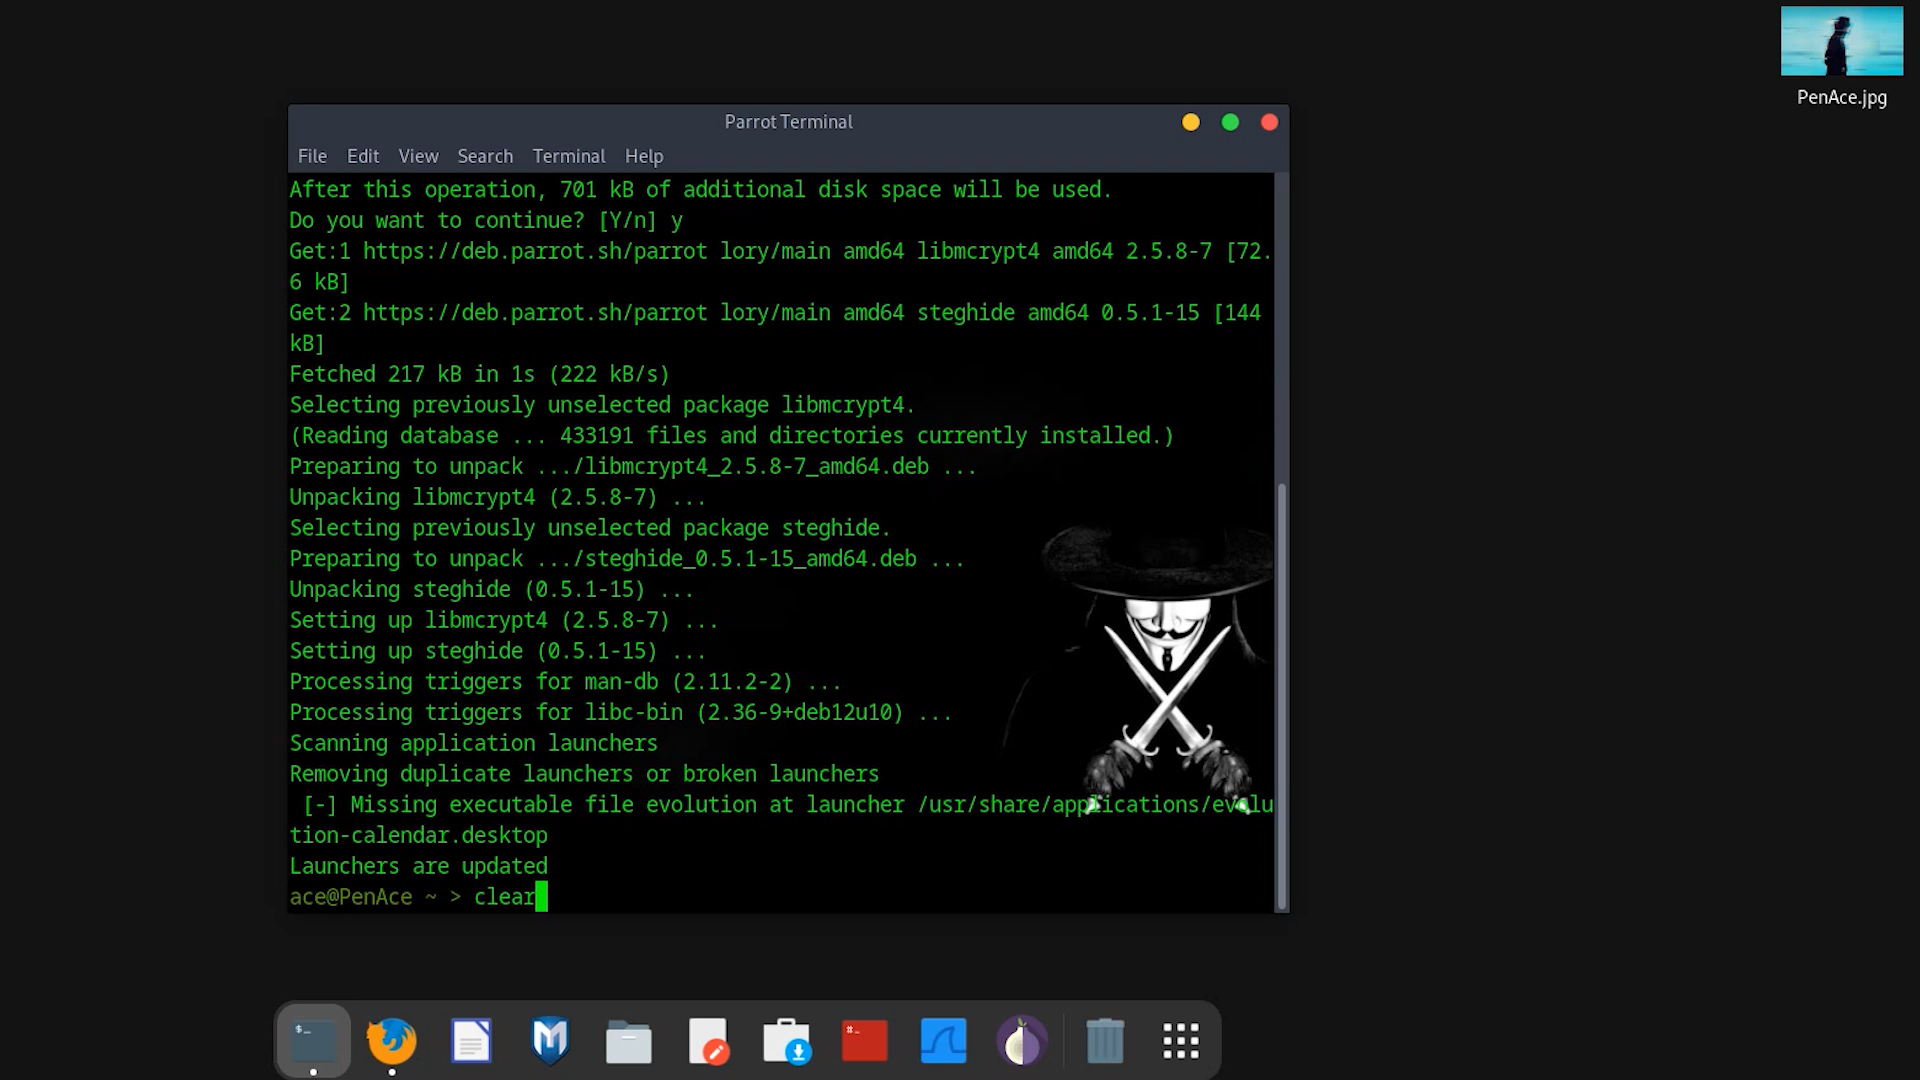 PenAce.jpg
Parrot Terminal
File Edit View Search Terminal Help
After this operation, 701 kB of additional disk space will be used.
Do you want to continue? [Y/n] y
Get:1 https://deb.parrot.sh/parrot lory/main amd64 libmcrypt4 amd64 2.5.8-7 [72.
6 kB]
Get:2 https://deb.parrot.sh/parrot lory/main amd64 steghide amd64 0.5.1-15 [144
kB]
Fetched 217 kB in 1s (222 kB/s)
Selecting previously unselected package libmcrypt4.
(Reading database ... 433191 files and directories currently installed.)
Preparing to unpack .../libmcrypt4_2.5.8-7_amd64.deb ...
Unpacking libmcrypt4 (2.5.8-7) ...
Selecting previously unselected package steghide.
Preparing to unpack .../steghide_0.5.1-15_amd64.deb ...
Unpacking steghide (0.5.1-15) ...
Setting up libmcrypt4 (2.5.8-7) ...
Setting up steghide (0.5.1-15) ...
Processing triggers for man-db (2.11.2-2) ...
Processing triggers for libc-bin (2.36-9+deb12u10) ...
Scanning application launchers
Removing duplicate launchers or broken launchers
 [-] Missing executable file evolution at launcher /usr/share/applications/evolu
tion-calendar.desktop
Launchers are updated
ace@PenAce ~ > clear